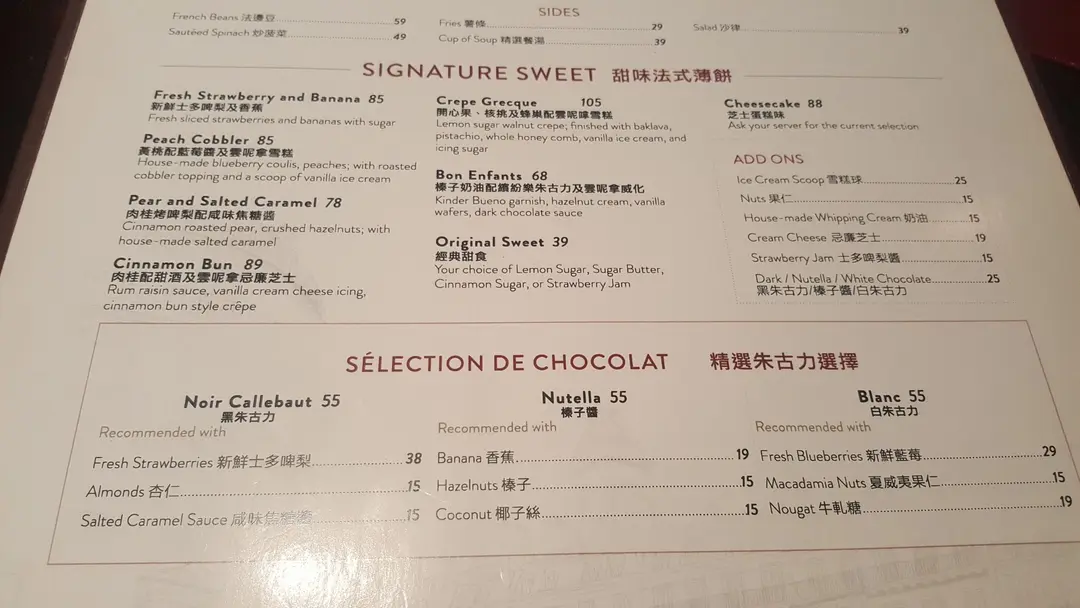 SIDES
French Beans 法邊豆 59
Fries 薯條 29
Salad 沙律 39
Sautéed Spinach 炒菠菜 49
Cup of Soup 精選餐湯 39
SIGNATURE SWEET 甜味法式薄餅
Fresh Strawberry and Banana 85
新鮮士多啤梨及香蕉
Fresh sliced strawberries and bananas with sugar
Peach Cobbler 85
黃桃配藍莓醬及雲呢拿雪糕
House-made blueberry coulis, peaches; with roasted
cobbler topping and a scoop of vanilla ice cream
Pear and Salted Caramel 78
肉桂烤啤梨配咸味焦糖醬
Cinnamon roasted pear, crushed hazelnuts; with
house-made salted caramel
Cinnamon Bun 89
肉桂配甜酒及雲呢拿忌廉芝士
Rum raisin sauce, vanilla cream cheese icing,
cinnamon bun style crêpe
Crepe Grecque 105
開心果、核桃及蜂巢配雲呢嗱雪糕
Lemon sugar walnut crepe; finished with baklava,
pistachio, whole honey comb, vanilla ice cream, and
icing sugar
Bon Enfants 68
榛子奶油配繽紛樂朱古力及雲呢拿威化
Kinder Bueno garnish, hazelnut cream, vanilla
wafers, dark chocolate sauce
Original Sweet 39
經典甜食
Your choice of Lemon Sugar, Sugar Butter,
Cinnamon Sugar, or Strawberry Jam
Cheesecake 88
芝士蛋糕味
Ask your server for the current selection
ADD ONS
Ice Cream Scoop 雪糕球 25
Nuts 果仁 15
House-made Whipping Cream 奶油 15
Cream Cheese 忌廉芝士 19
Strawberry Jam 士多啤梨醬 15
Dark / Nutella / White Chocolate 25
黑朱古力/榛子醬/白朱古力
SÉLECTION DE CHOCOLAT 精選朱古力選擇
Noir Callebaut 55
黑朱古力
Recommended with
Fresh Strawberries 新鮮士多啤梨 38
Almonds 杏仁 15
Salted Caramel Sauce 咸味焦糖醬 15
Nutella 55
榛子醬
Recommended with
Banana 香蕉 19
Hazelnuts 榛子 15
Coconut 椰子絲 15
Blanc 55
白朱古力
Recommended with
Fresh Blueberries 新鮮藍莓 29
Macadamia Nuts 夏威夷果仁 15
Nougat 牛軋糖 19